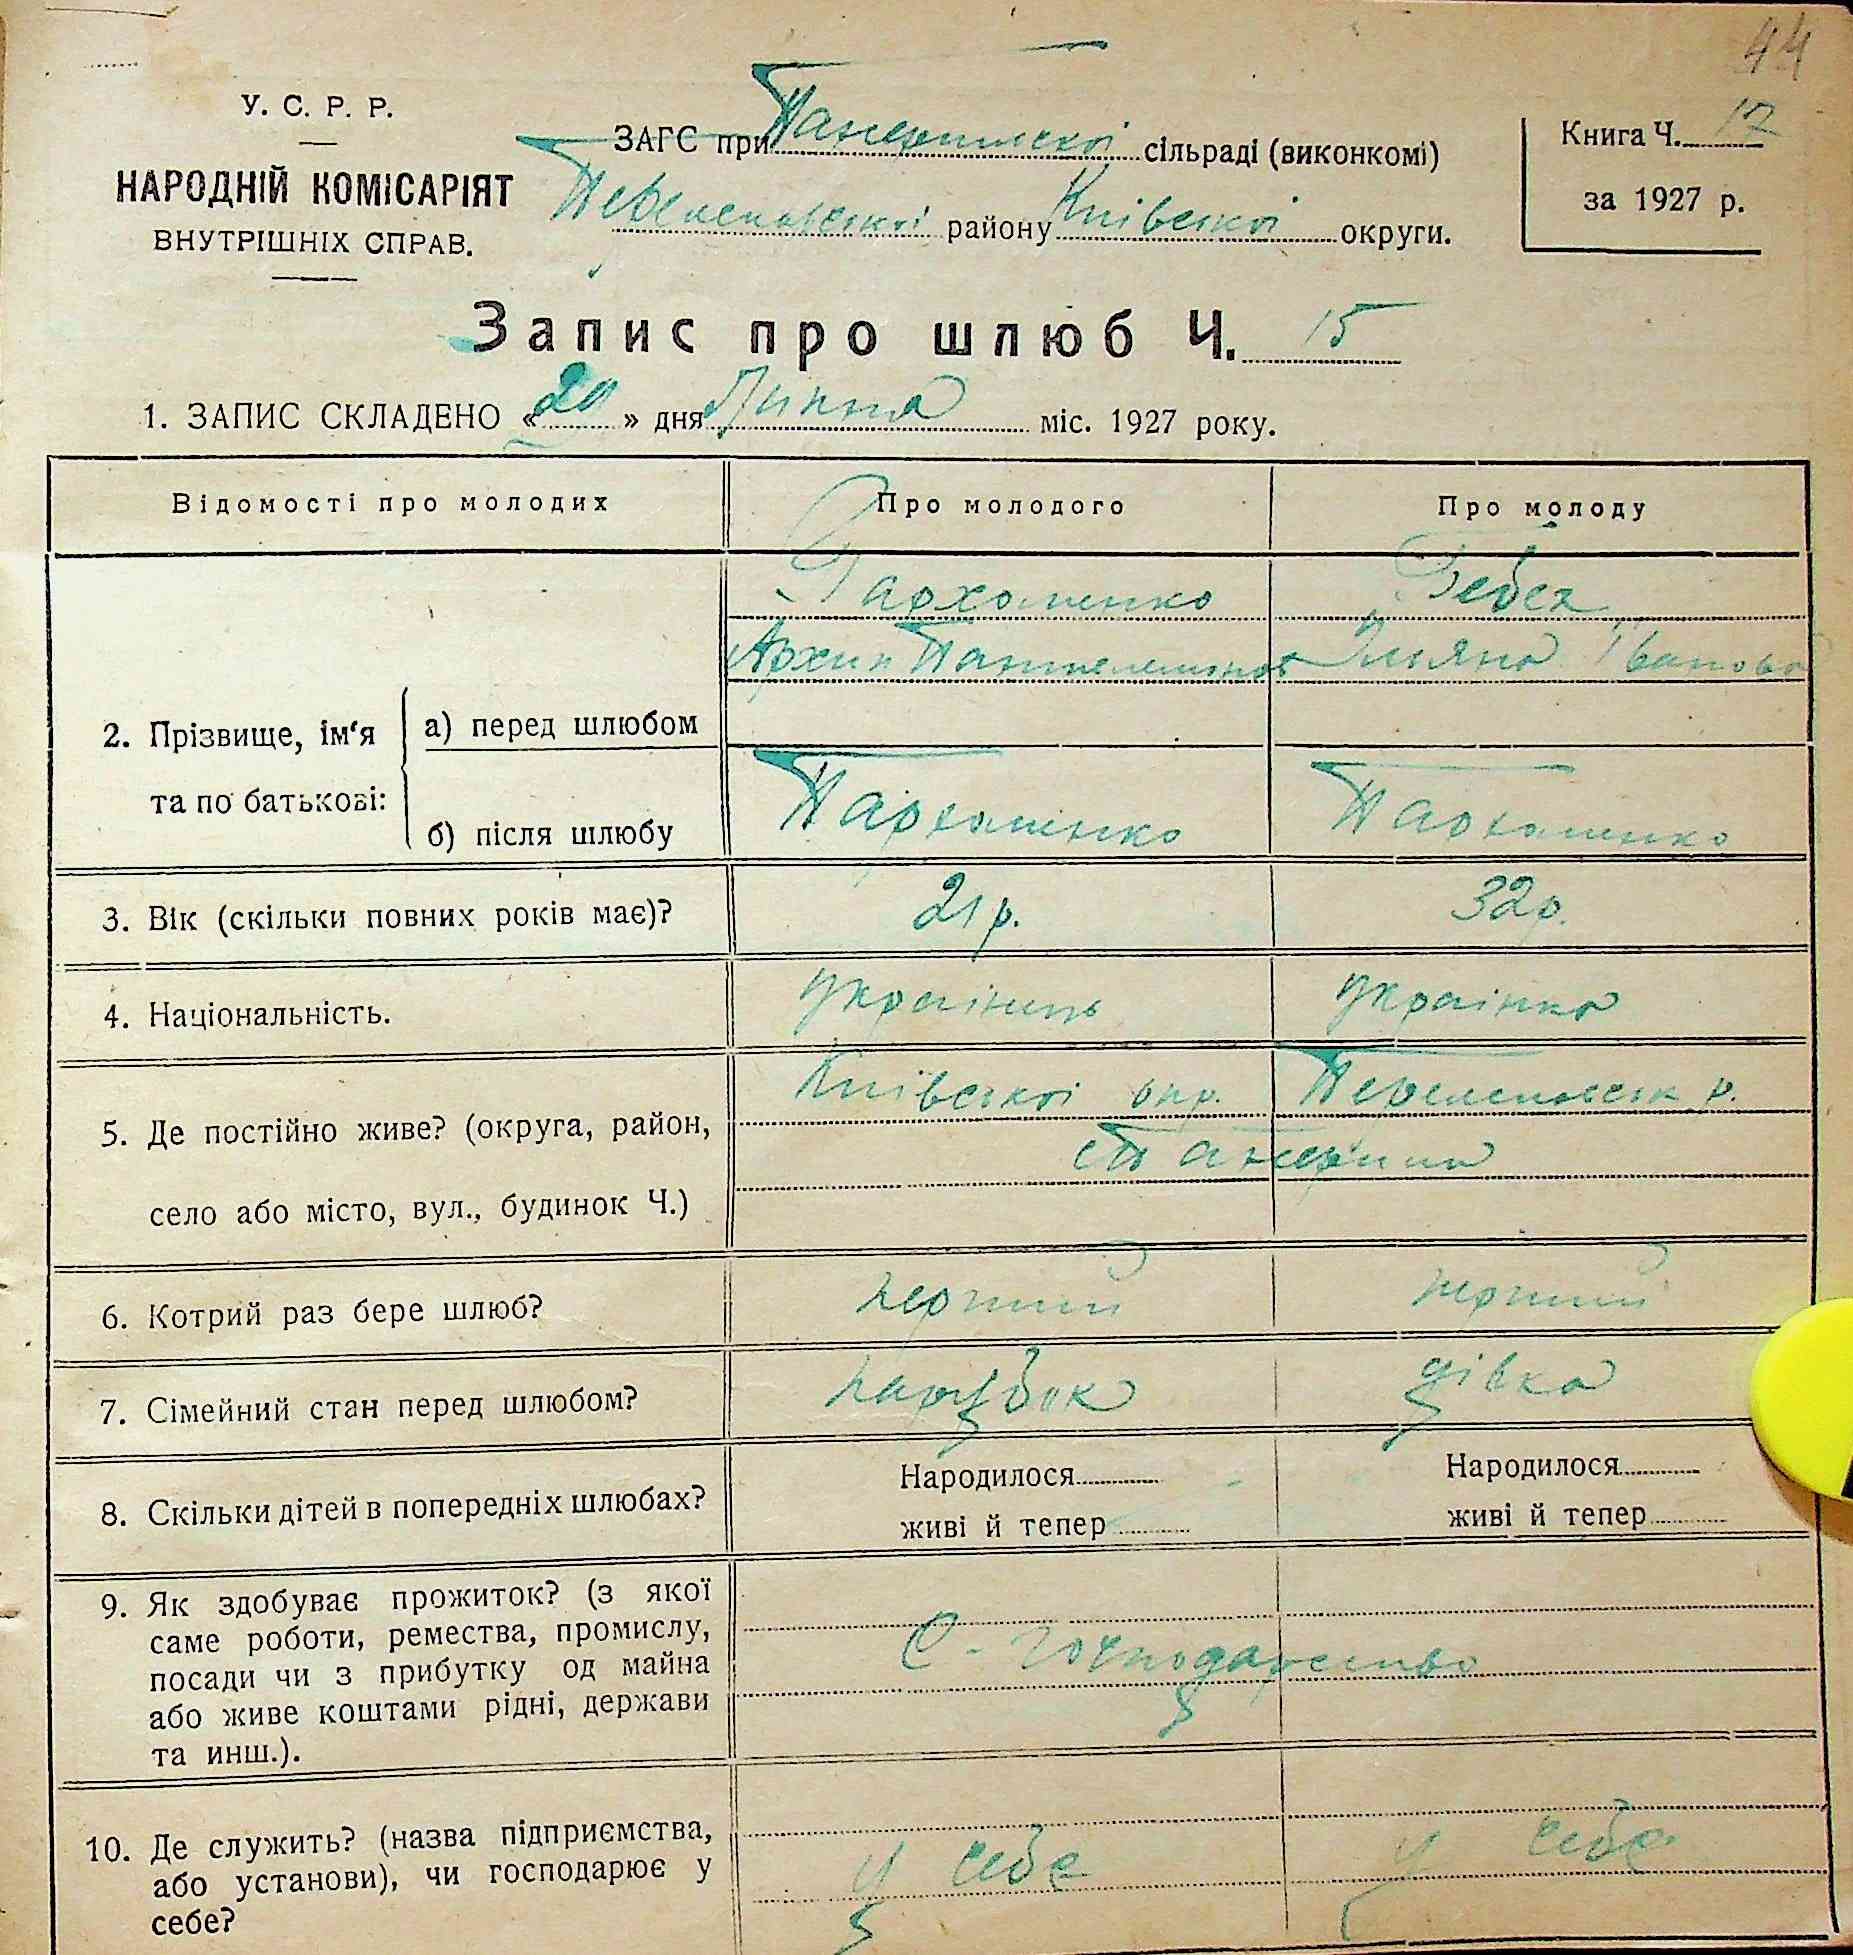 44
У. С. Р. Р.
НАРОДНІЙ КОМІСАРІЯТ
ВНУТРІШНІХ СПРАВ.
ЗАГС при сільраді (виконкомі)
району Київської округи.
Книга Ч. 17
за 1927 р.
Запис про шлюб Ч. 15
1. ЗАПИС СКЛАДЕНО « 20 » дня Липня міс. 1927 року.
Відомості про молодих Про молодого Про молоду
2. Прізвище, ім'я та по батькові:
а) перед шлюбом
Пархоменко
Архип Пантелемонов Іванова
б) після шлюбу
Пархоменко Пархоменко
3. Вік (скільки повних років має)? 21 р. 32 р.
4. Національність. українець українка
5. Де постійно живе? (округа, район,
село або місто, вул., будинок Ч.)
Київської окр. р.
6. Котрий раз бере шлюб? перший перший
7. Сімейний стан перед шлюбом? парубок дівка
8. Скільки дітей в попередніх шлюбах?
Народилося Народилося
живі й тепер живі й тепер
9. Як здобуває прожиток? (з якої
саме роботи, ремества, промислу,
посади чи з прибутку од майна
або живе коштами рідні, держави
та инш.).
С-господарство
10. Де служить? (назва підприємства,
або установи), чи господарює у
себе?
у себе у себе